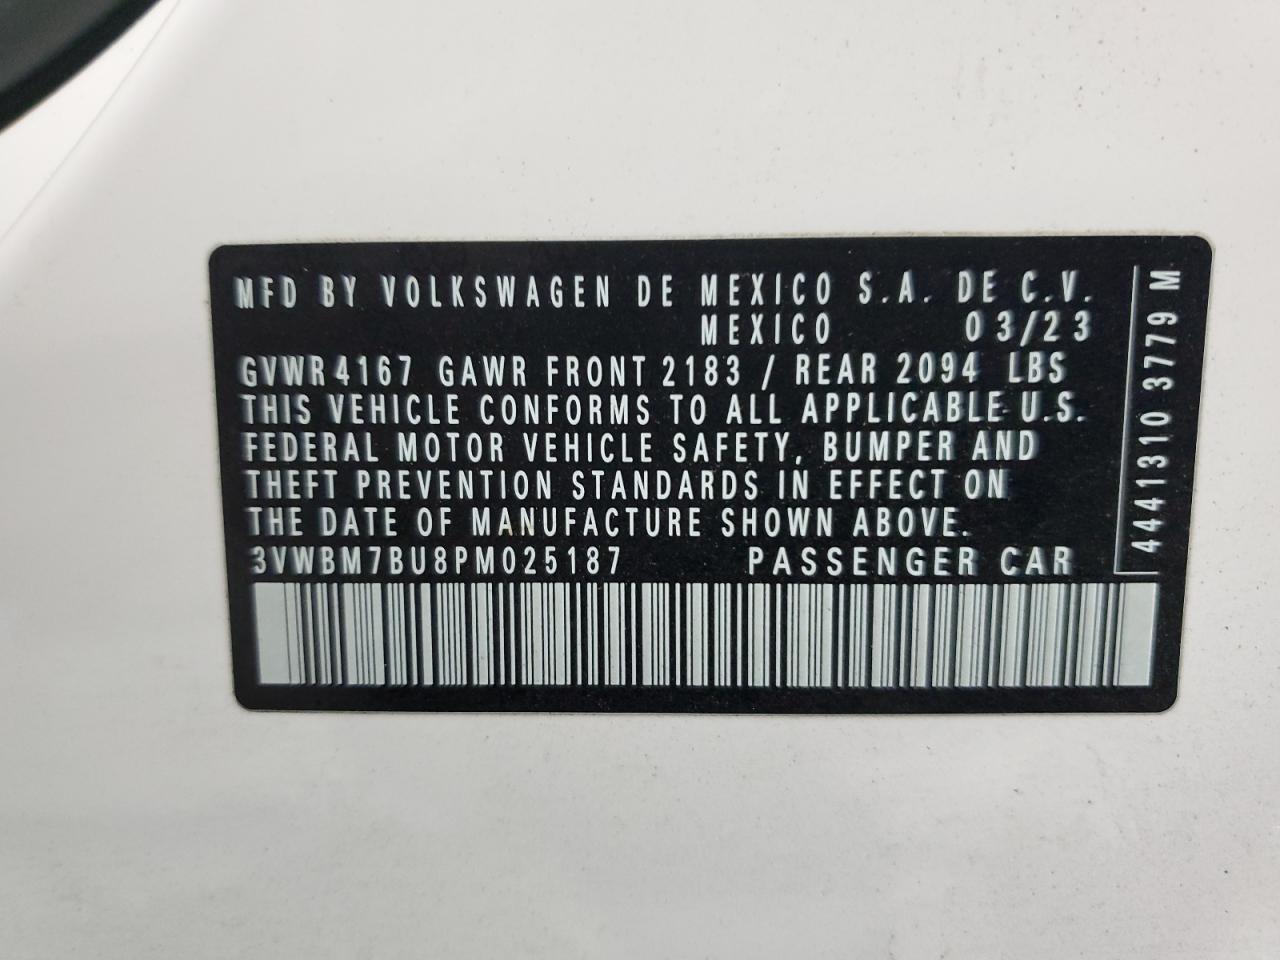 MFD BY VOLKSWAGEN DE MEXICO S.A. DE C.V.
MEXICO 03/23
GVWR 4167 GAWR FRONT 2183 / REAR 2094 LBS
THIS VEHICLE CONFORMS TO ALL APPLICABLE U.S.
FEDERAL MOTOR VEHICLE SAFETY, BUMPER AND
THEFT PREVENTION STANDARDS IN EFFECT ON
THE DATE OF MANUFACTURE SHOWN ABOVE.
3VWBM7BU8PM025187 PASSENGER CAR
4441310 3779 M